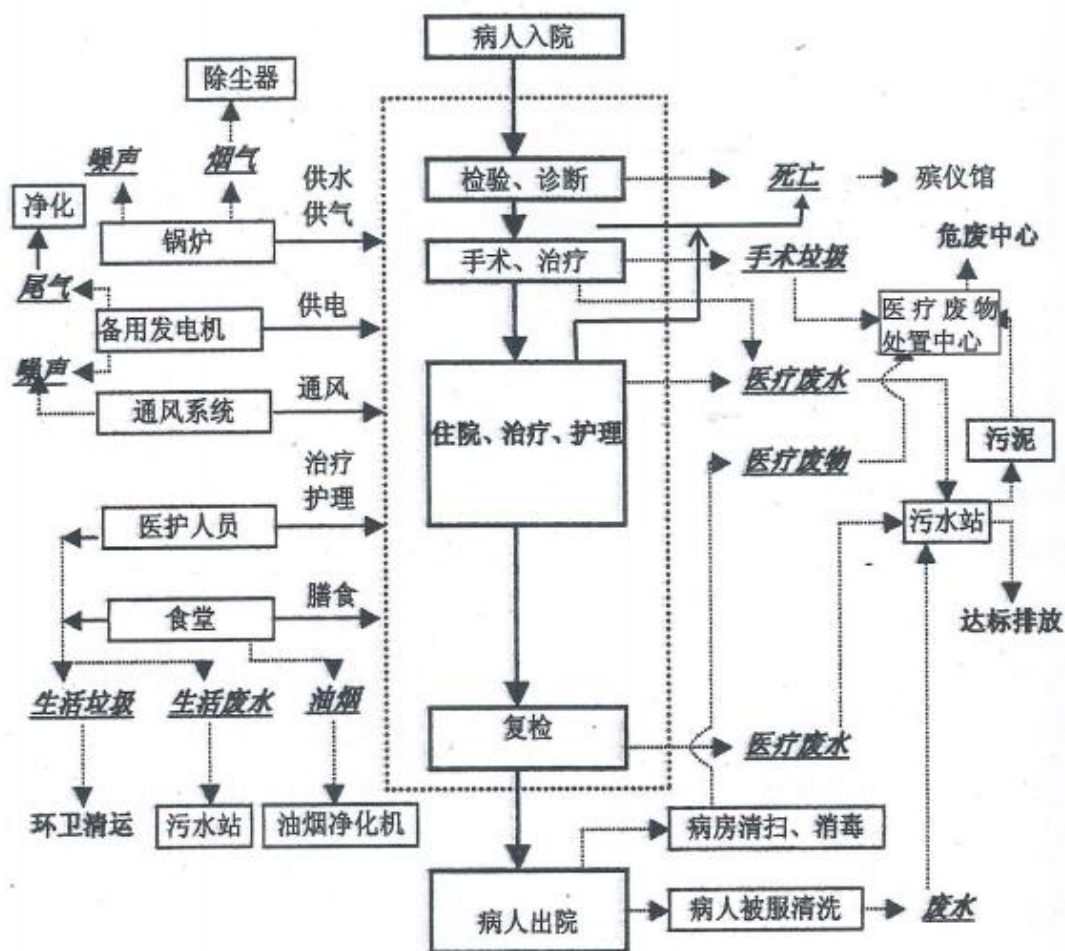 病人入院
除尘器
噪声
烟气
供水
供气
检验、诊断
死亡
殡仪馆
净化
锅炉
手术、治疗
手术垃圾
危废中心
尾气
备用发电机
供电
医疗废物
处置中心
噪声
通风系统
通风
医疗废水
住院、治疗、护理
医疗废物
污泥
治疗
护理
医护人员
污水站
膳食
食堂
达标排放
生活垃圾
生活废水
油烟
复检
医疗废水
环卫清运
污水站
油烟净化机
病房清扫、消毒
病人出院
病人被服清洗
废水